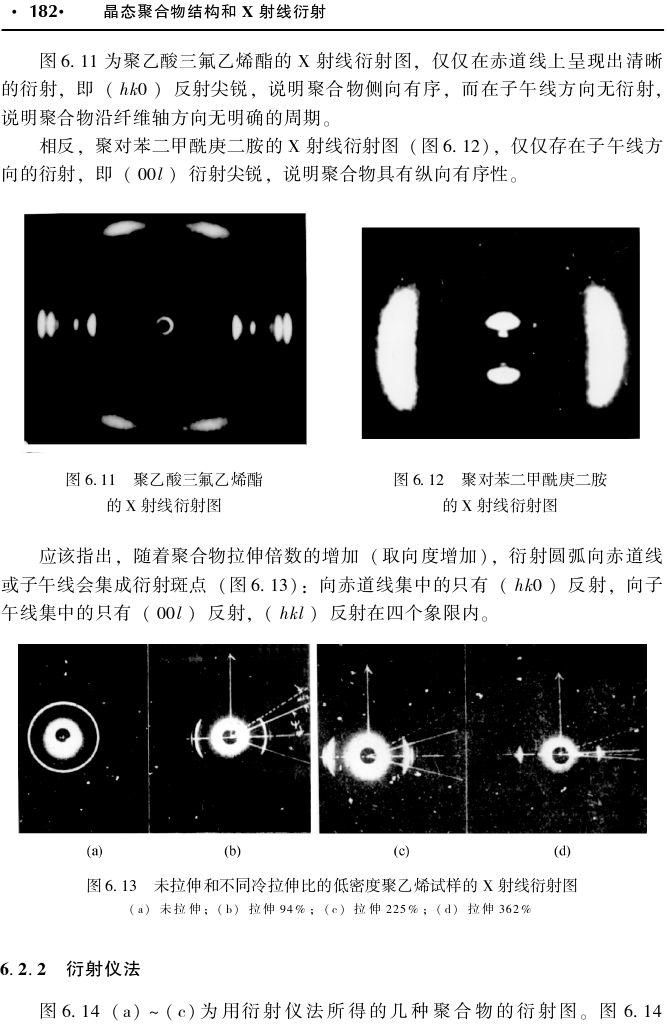 · 182· 晶态聚合物结构和 X 射线衍射
图 6. 11 为聚乙酸三氟乙烯酯的 X 射线衍射图，仅仅在赤道线上呈现出清晰
的衍射，即（hk0）反射尖锐，说明聚合物侧向有序，而在子午线方向无衍射，
说明聚合物沿纤维轴方向无明确的周期。
相反，聚对苯二甲酰庚二胺的 X 射线衍射图（图 6. 12），仅仅存在子午线方
向的衍射，即（00l）衍射尖锐，说明聚合物具有纵向有序性。
图 6. 11 聚乙酸三氟乙烯酯
的 X 射线衍射图
图 6. 12 聚对苯二甲酰庚二胺
的 X 射线衍射图
应该指出，随着聚合物拉伸倍数的增加（取向度增加），衍射圆弧向赤道线
或子午线会集成衍射斑点（图 6. 13）：向赤道线集中的只有（hk0）反射，向子
午线集中的只有（00l）反射，（hkl）反射在四个象限内。
(a) (b) (c) (d)
图 6. 13 未拉伸和不同冷拉伸比的低密度聚乙烯试样的 X 射线衍射图
（a）未拉伸；（b）拉伸 94%；（c）拉伸 225%；（d）拉伸 362%
6. 2. 2 衍射仪法
图 6. 14（a）~（c）为用衍射仪法所得的几种聚合物的衍射图。图 6. 14